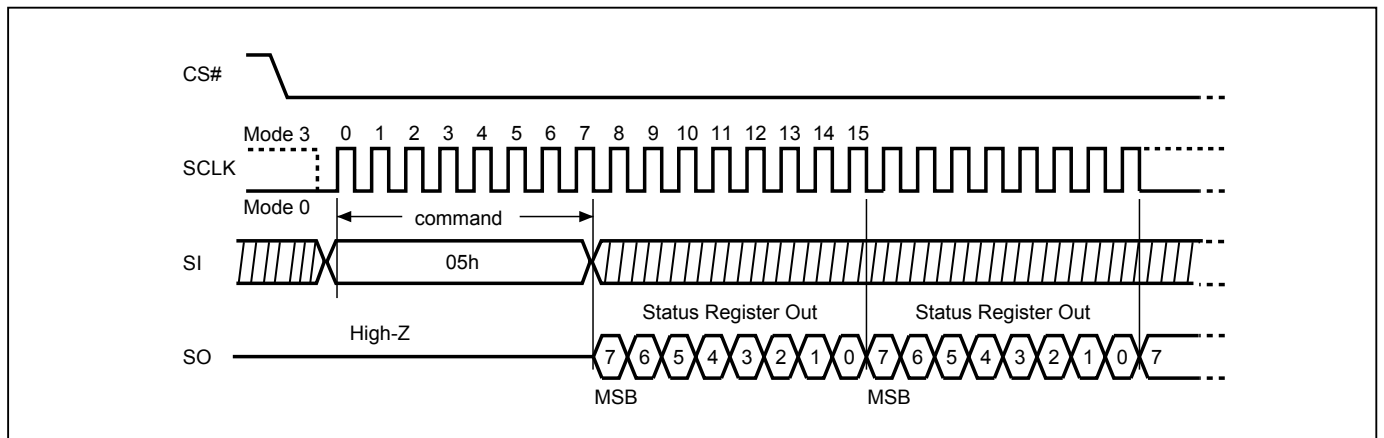 CS#
Mode 3 0 1 2 3 4 5 6 7 8 9 10 11 12 13 14 15
SCLK
Mode 0
command
SI
05h
Status Register Out Status Register Out
High-Z
SO
7 6 5 4 3 2 1 0 7 6 5 4 3 2 1 0 7
MSB MSB